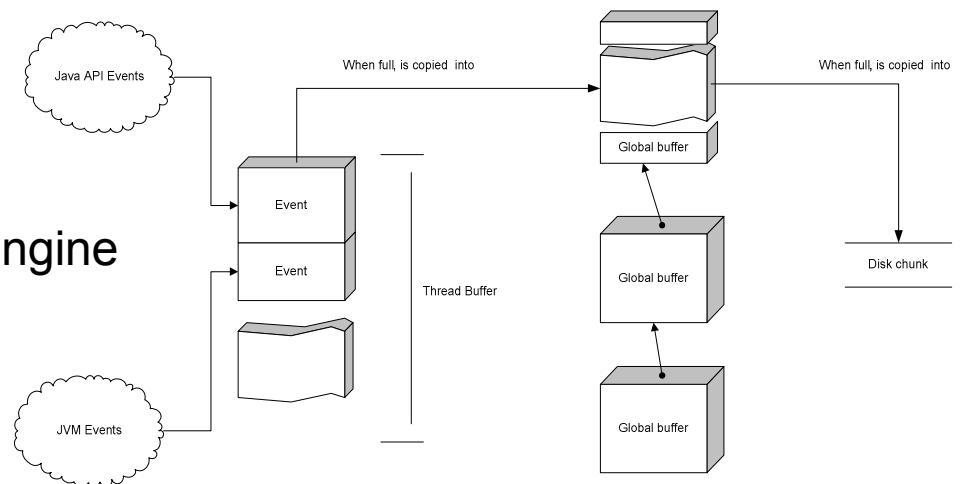 When full, is copied into
When full, is copied into
Java API Events
Global buffer
Event
ngine
Event
Disk chunk
Global buffer
Thread Buffer
JVM Events
Global buffer